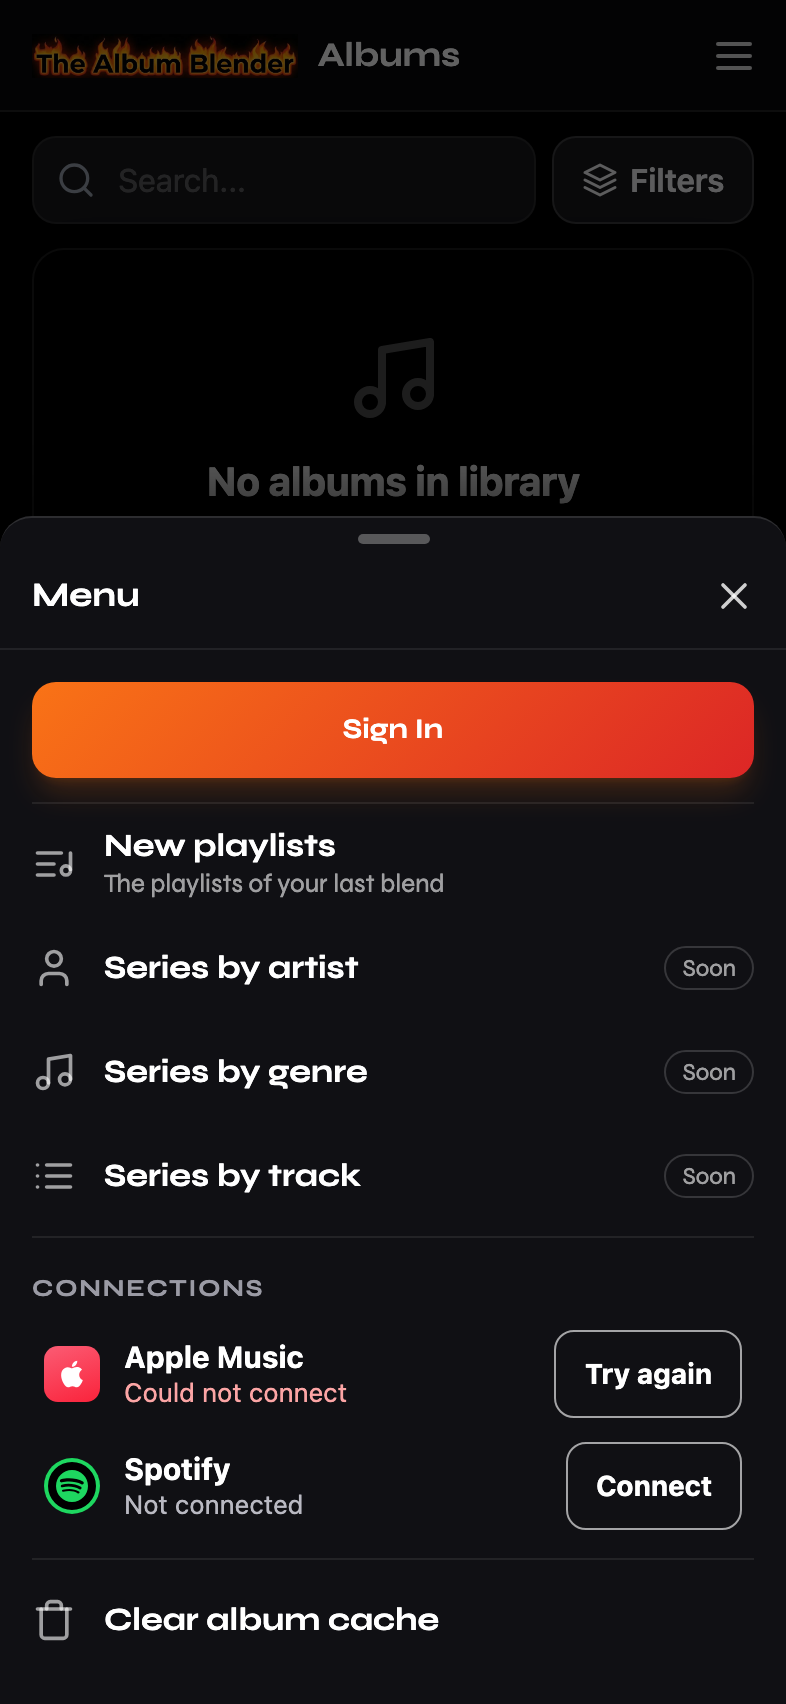 The Album Blender
Albums
Search...
Filters
No albums in library
Menu
Sign In
New playlists
The playlists of your last blend
Series by artist
Soon
Series by genre
Soon
Series by track
Soon
CONNECTIONS
Apple Music
Could not connect
Try again
Spotify
Not connected
Connect
Clear album cache